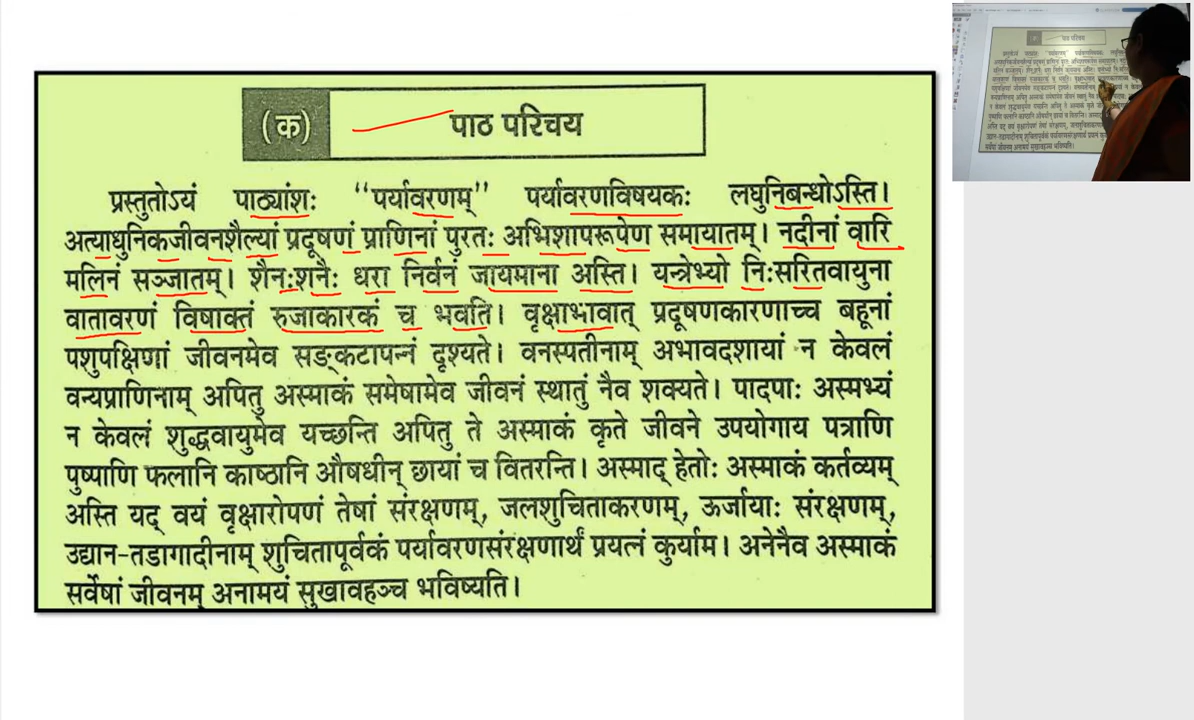 (क) पाठ परिचय
प्रस्तुतोऽयं पाठ्यांशः “पर्यावरणम्” पर्यावरणविषयकः लघुनिबन्धोऽस्ति।
अत्याधुनिकजीवनशैल्यां प्रदूषणं प्राणिनां पुरतः अभिशापरूपेण समायातम्। नदीनां वारि
मलिनं सञ्जातम्। शैनःशनैः धरा निर्वनं जायमाना अस्ति। यन्त्रेभ्यो निःसरितवायुना
वातावरणं विषाक्तं रुजाकारकं च भवति। वृक्षाभावात् प्रदूषणकारणाच्च बहूनां
पशुपक्षिणां जीवनमेव सङ्कटापन्नं दृश्यते। वनस्पतीनाम् अभावदशायां न केवलं
वन्यप्राणिनाम् अपितु अस्माकं समेषामेव जीवनं स्थातुं नैव शक्यते। पादपाः अस्मभ्यं
न केवलं शुद्धवायुमेव यच्छन्ति अपितु ते अस्माकं कृते जीवने उपयोगाय पत्राणि
पुष्पाणि फलानि काष्ठानि औषधीन् छायां च वितरन्ति। अस्माद् हेतोः अस्माकं कर्तव्यम्
अस्ति यद् वयं वृक्षारोपणं तेषां संरक्षणम्, जलशुचिताकरणम्, ऊर्जायाः संरक्षणम्,
उद्यान-तडागादीनाम् शुचितापूर्वकं पर्यावरणसंरक्षणार्थं प्रयत्नं कुर्याम। अनेनैव अस्माकं
सर्वेषां जीवनम् अनामयं सुखावहञ्च भविष्यति।